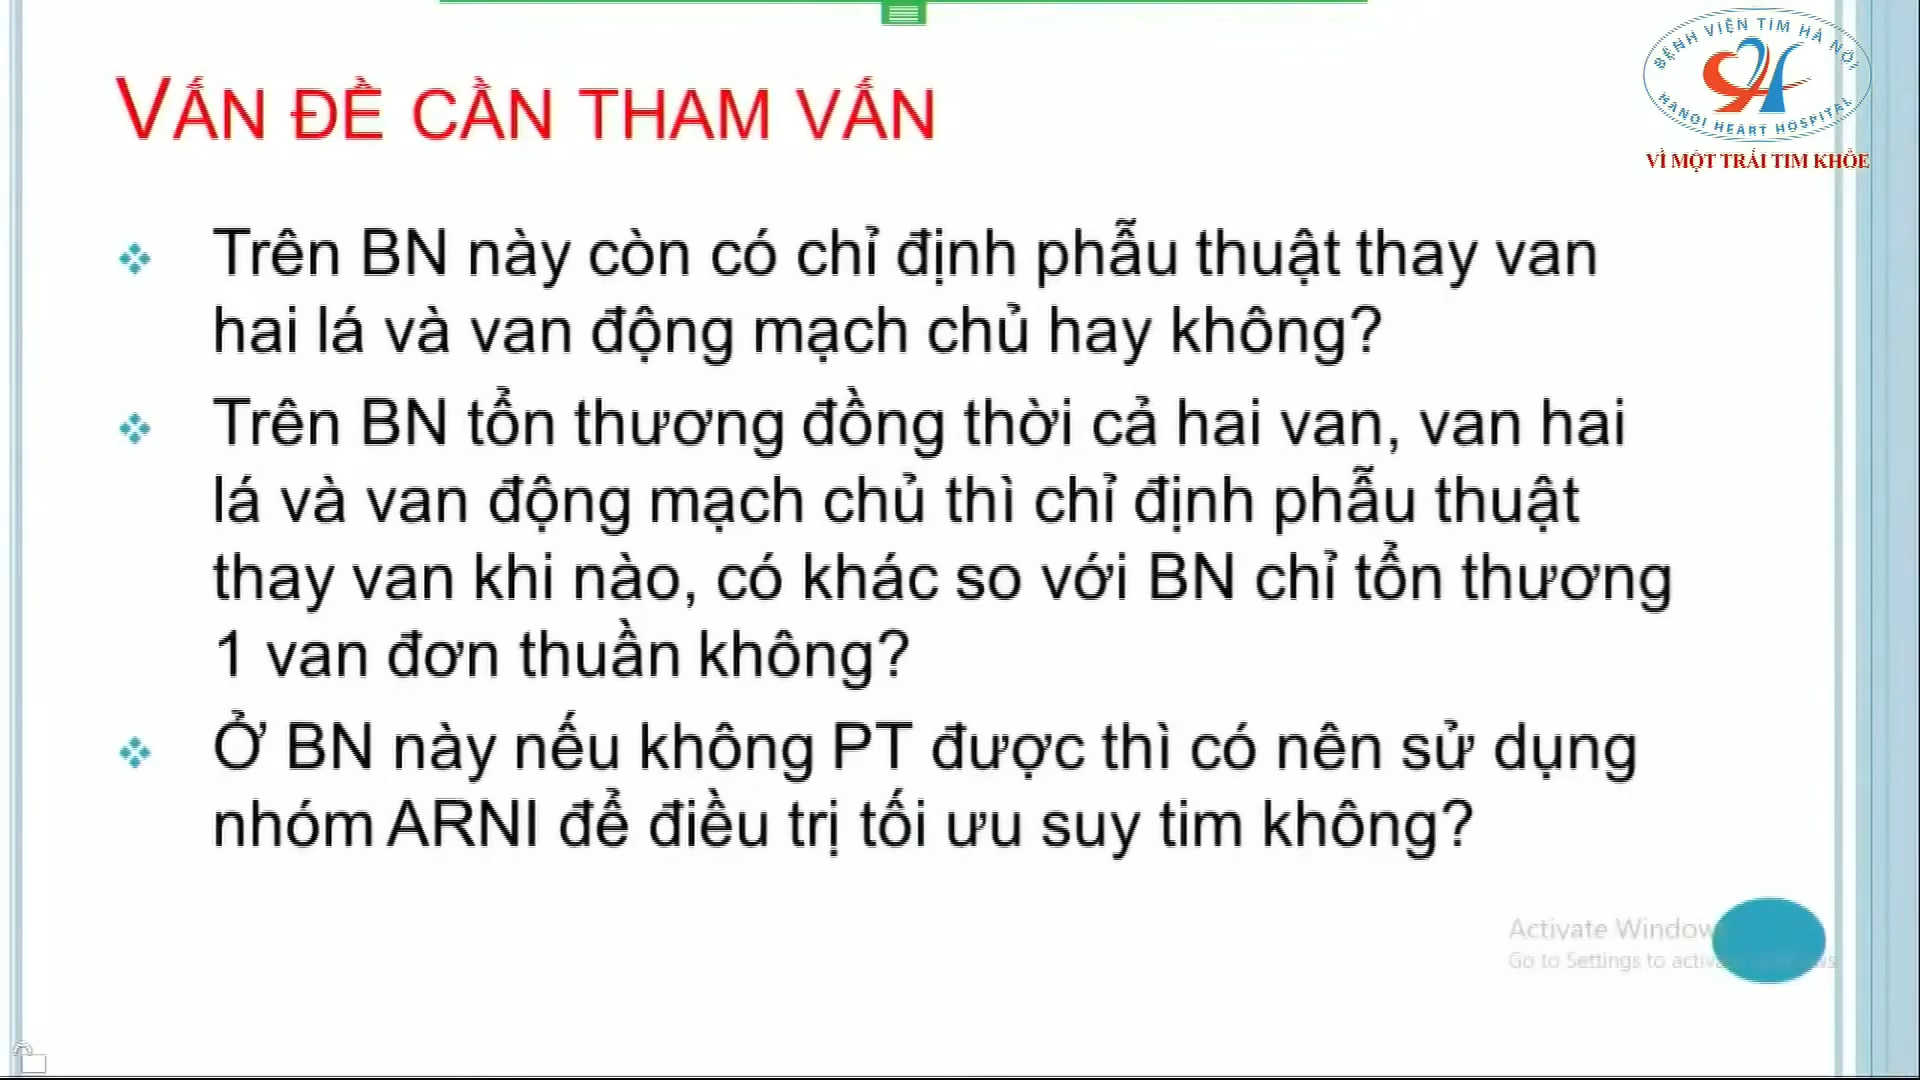 BỆNH VIỆN TIM HÀ NỘI
HANOI HEART HOSPITAL
VÌ MỘT TRÁI TIM KHỎE
VẤN ĐỀ CẦN THAM VẤN
Trên BN này còn có chỉ định phẫu thuật thay van
hai lá và van động mạch chủ hay không?
Trên BN tổn thương đồng thời cả hai van, van hai
lá và van động mạch chủ thì chỉ định phẫu thuật
thay van khi nào, có khác so với BN chỉ tổn thương
1 van đơn thuần không?
Ở BN này nếu không PT được thì có nên sử dụng
nhóm ARNI để điều trị tối ưu suy tim không?
Activate Window
Go to Settings to activa